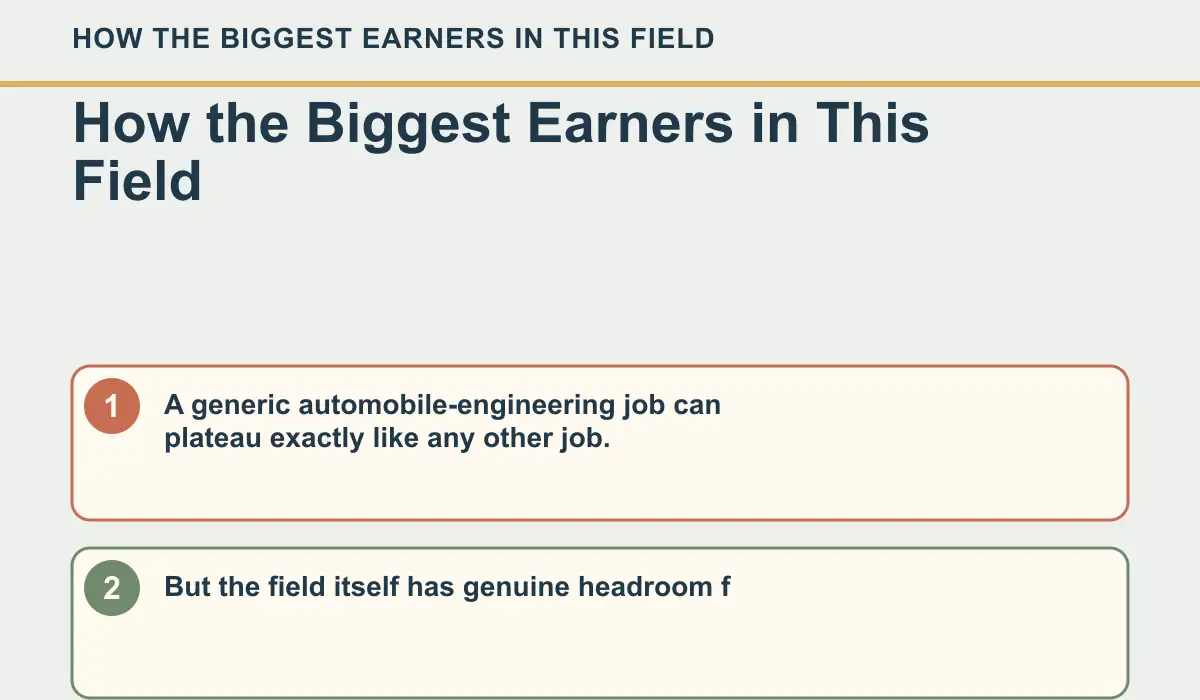 HOW THE BIGGEST EARNERS IN THIS FIELD
How the Biggest Earners in This
Field
1
A generic automobile-engineering job can
plateau exactly like any other job.
2
But the field itself has genuine headroom f